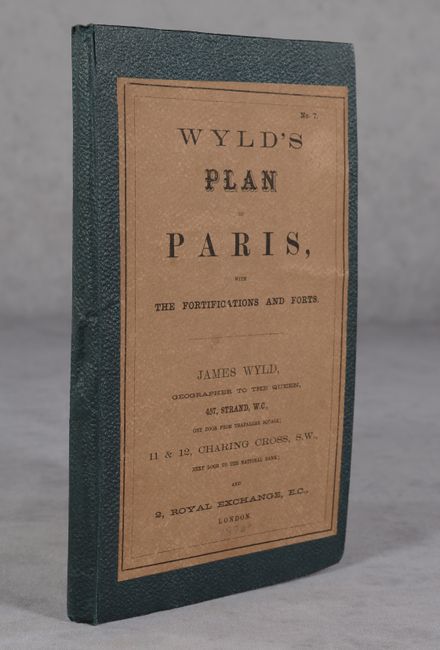 No. 7.
WYLD'S
PLAN
OF
PARIS,
WITH
THE FORTIFICATIONS AND FORTS.
JAMES WYLD,
GEOGRAPHER TO THE QUEEN,
457, STRAND, W.C.,
ONE DOOR FROM TRAFALGAR SQUARE;
11 & 12, CHARING CROSS, S.W.,
NEXT DOOR TO THE NATIONAL BANK;
AND
2, ROYAL EXCHANGE, E.C.,
LONDON.